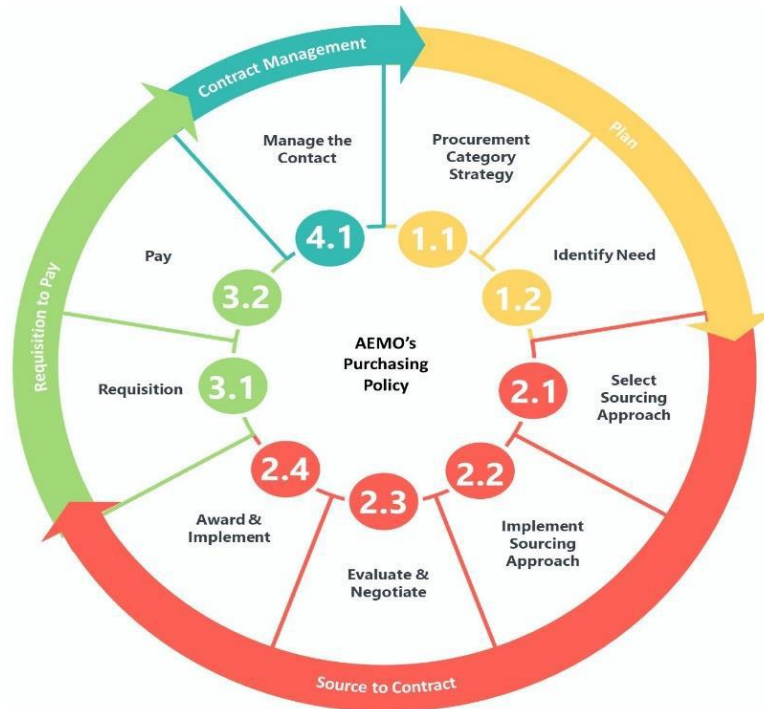 Contract Management
Plan
Manage the
Contact
Procurement
Category
Strategy
4.1
1.1
Pay
Identify Need
3.2
1.2
Requisition to Pay
AEMO's
Purchasing
Policy
Requisition
3.1
2.1
Select
Sourcing
Approach
2.4
2.2
2.3
Award &
Implement
Implement
Sourcing
Approach
Evaluate &
Negotiate
Source to Contract